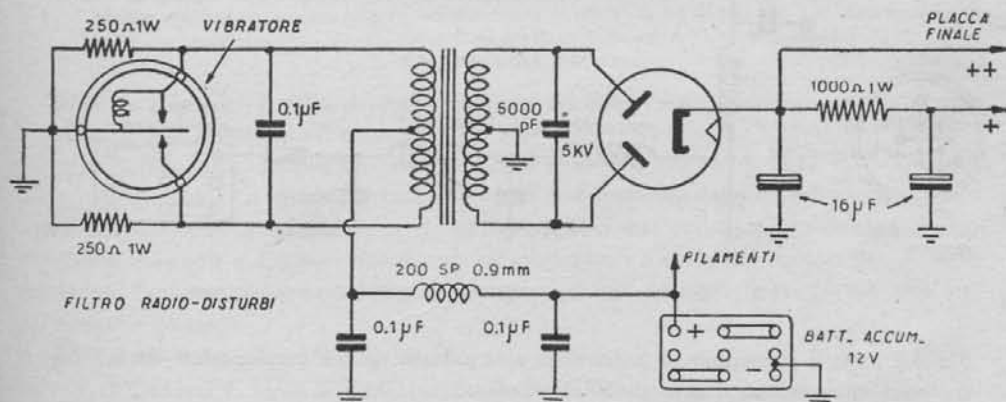 250Ω 1W
VIBRATORE
PLACCA
FINALE
++
1000Ω 1W
+
0.1µF
5000
pF
5KV
16µF
250Ω 1W
200 SP 0.9mm
FILAMENTI
FILTRO RADIO-DISTURBI
0.1µF
0.1µF
+
-
BATT. ACCUM.
12V